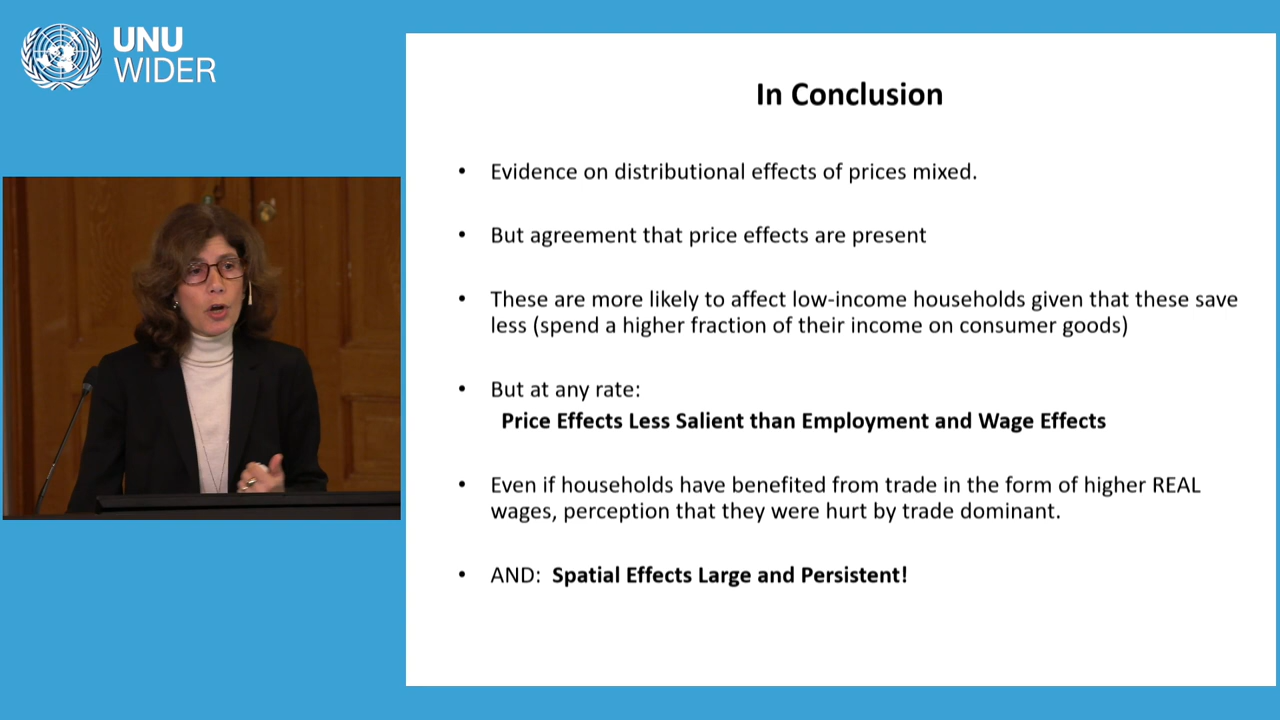 UNU
WIDER
In Conclusion
• Evidence on distributional effects of prices mixed.
• But agreement that price effects are present
• These are more likely to affect low-income households given that these save
less (spend a higher fraction of their income on consumer goods)
• But at any rate:
Price Effects Less Salient than Employment and Wage Effects
• Even if households have benefited from trade in the form of higher REAL
wages, perception that they were hurt by trade dominant.
• AND: Spatial Effects Large and Persistent!